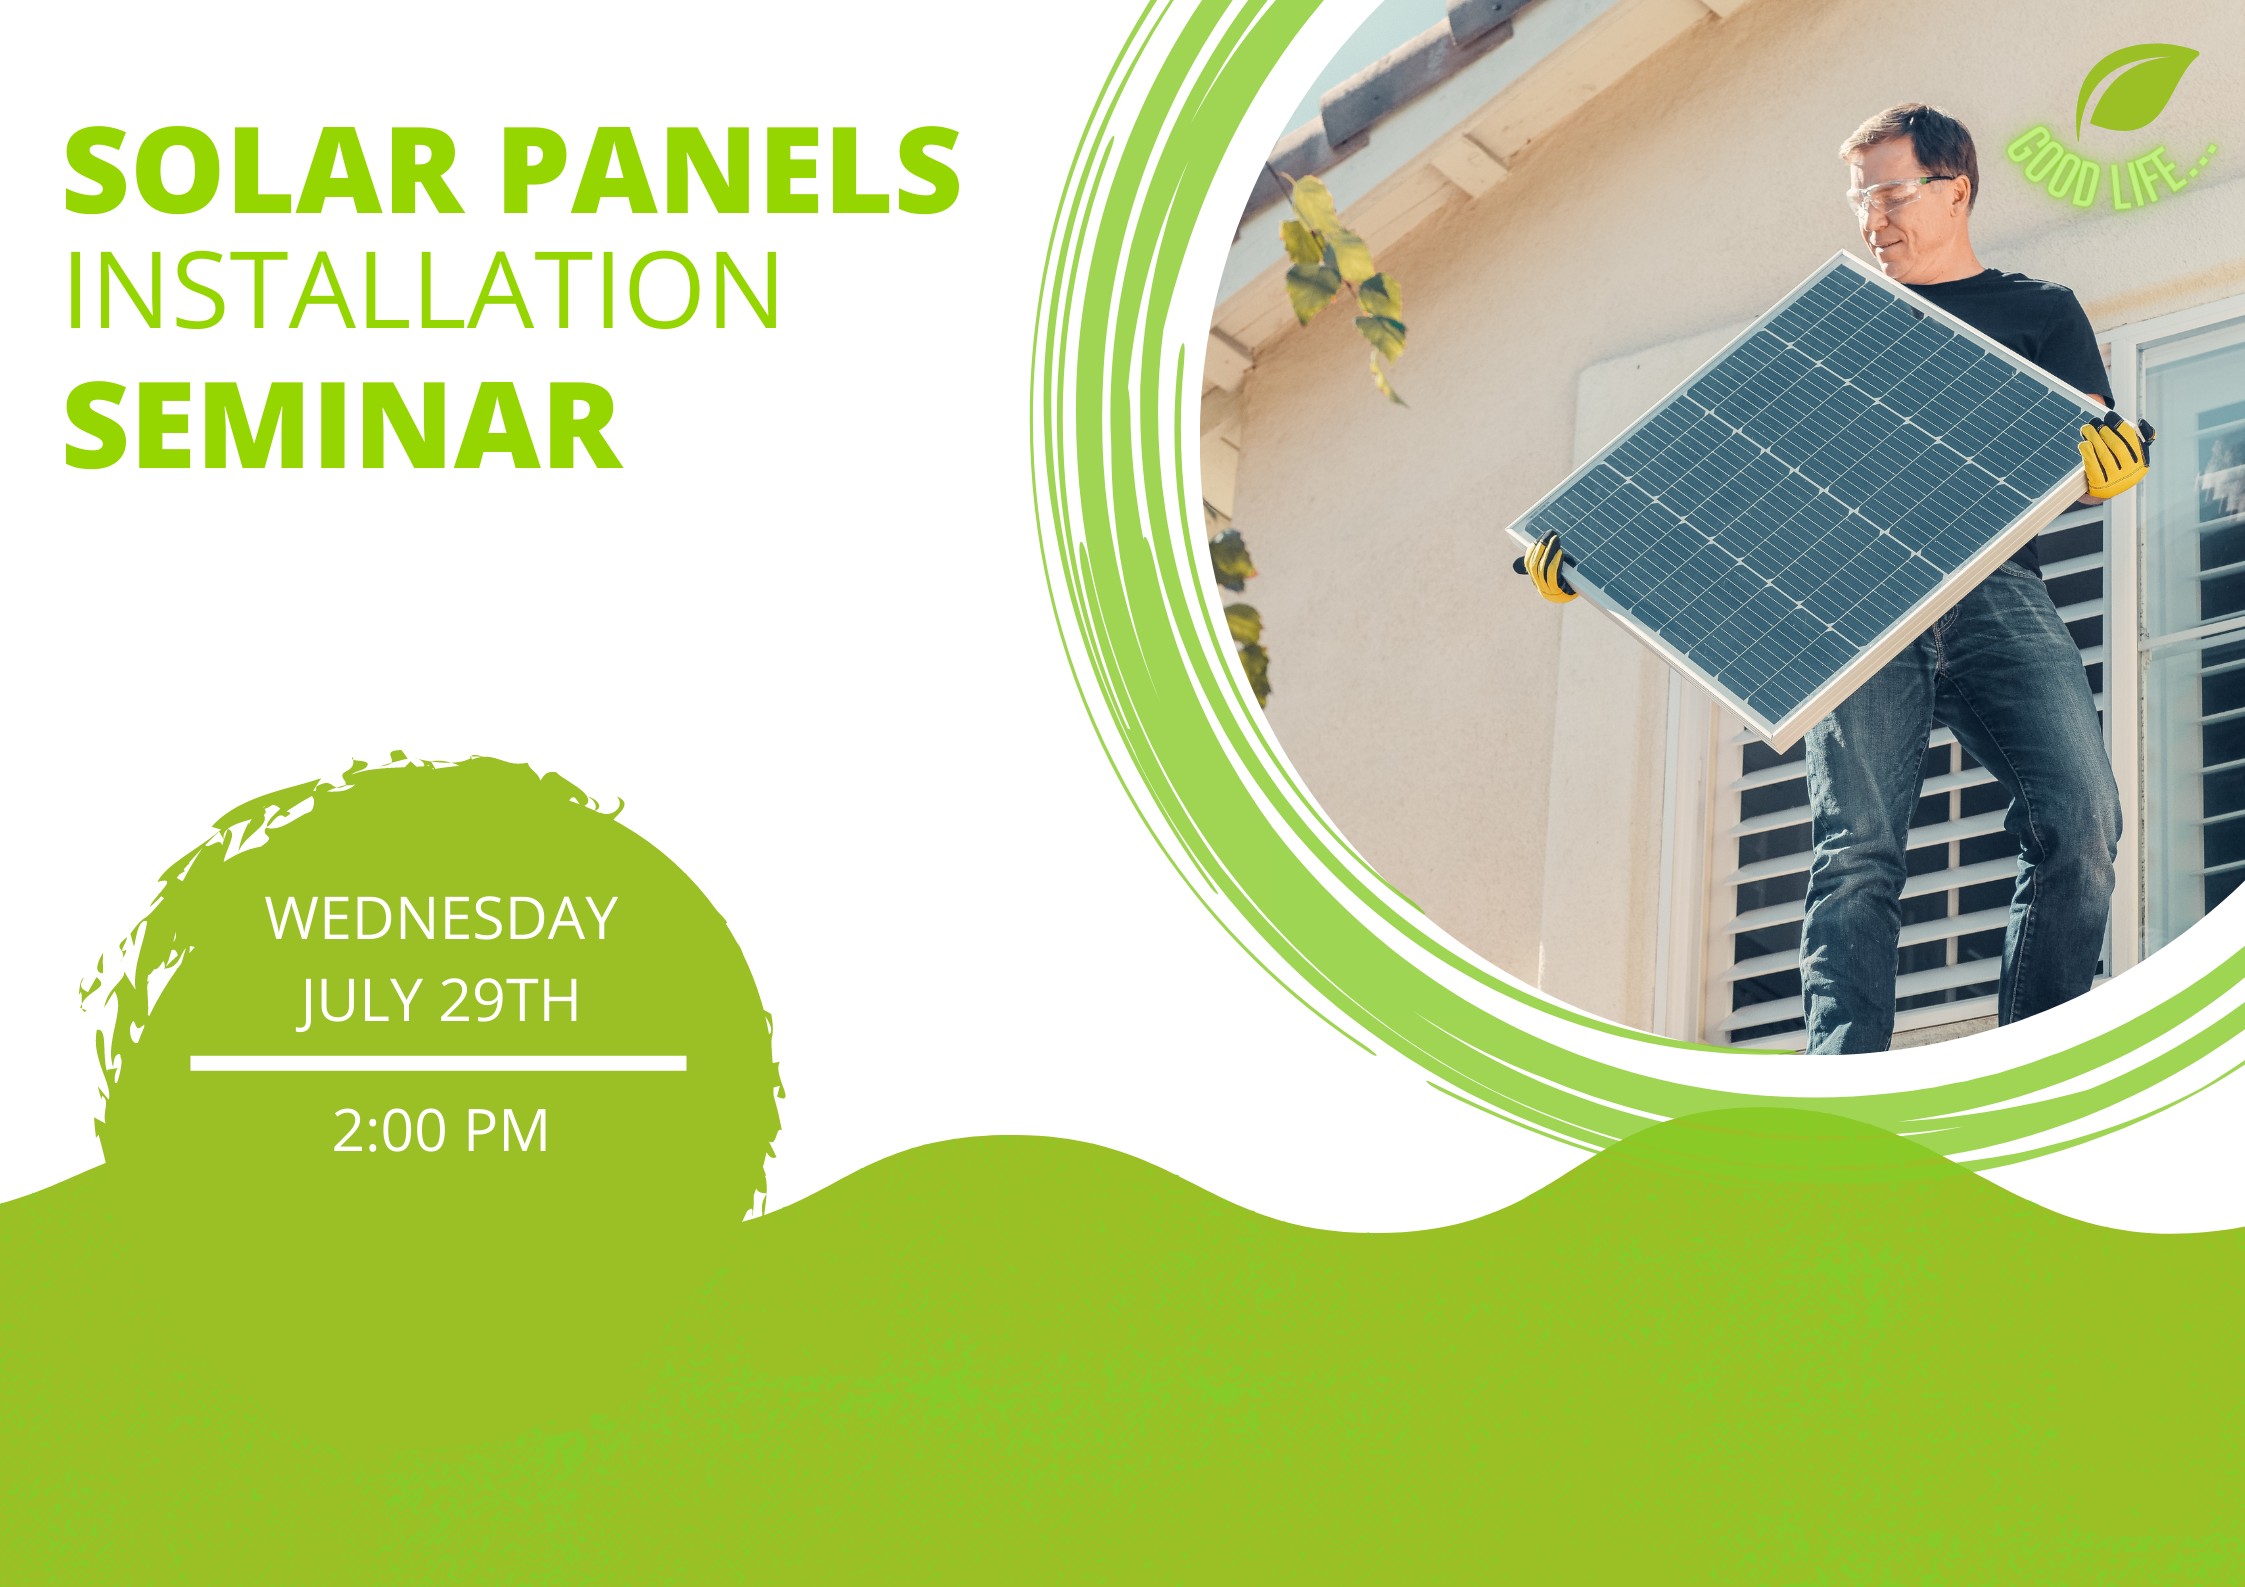 SOLAR PANELS
INSTALLATION
SEMINAR
GOOD LIFE...
WEDNESDAY
JULY 29TH
2:00 PM